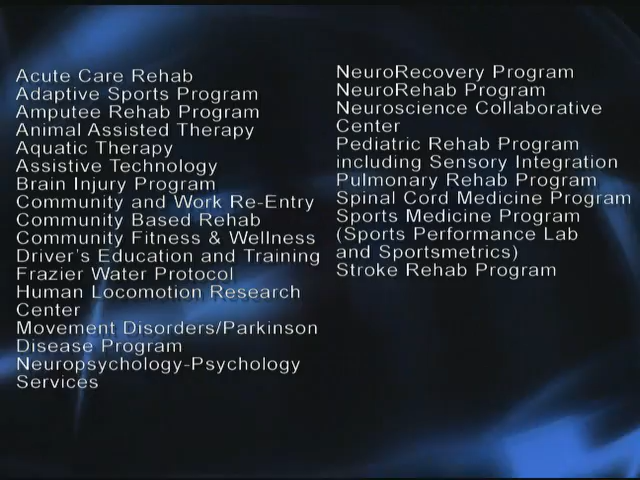 Acute Care Rehab
Adaptive Sports Program
Amputee Rehab Program
Animal Assisted Therapy
Aquatic Therapy
Assistive Technology
Brain Injury Program
Community and Work Re-Entry
Community Based Rehab
Community Fitness & Wellness
Driver's Education and Training
Frazier Water Protocol
Human Locomotion Research
Center
Movement Disorders/Parkinson
Disease Program
Neuropsychology-Psychology
Services
NeuroRecovery Program
NeuroRehab Program
Neuroscience Collaborative
Center
Pediatric Rehab Program
including Sensory Integration
Pulmonary Rehab Program
Spinal Cord Medicine Program
Sports Medicine Program
(Sports Performance Lab
and Sportsmetrics)
Stroke Rehab Program